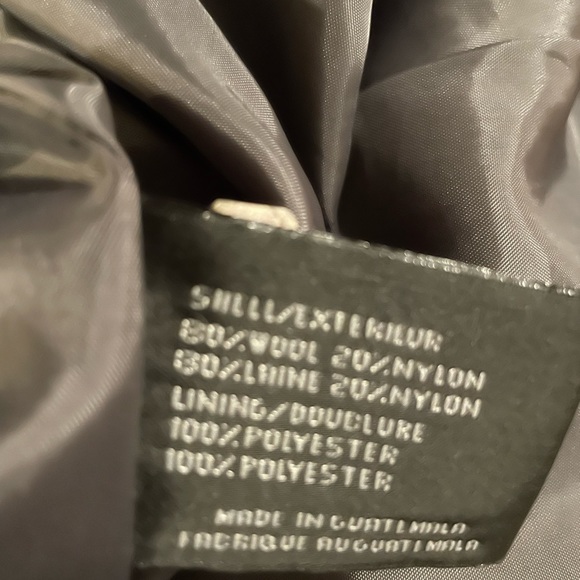 SHELL/EXTERIEUR
80%WOOL 20%NYLON
80%LAINE 20%NYLON
LINING/DOUBLURE
100%POLYESTER
100%POLYESTER
MADE IN GUATEMALA
FABRIQUE AU GUATEMALA